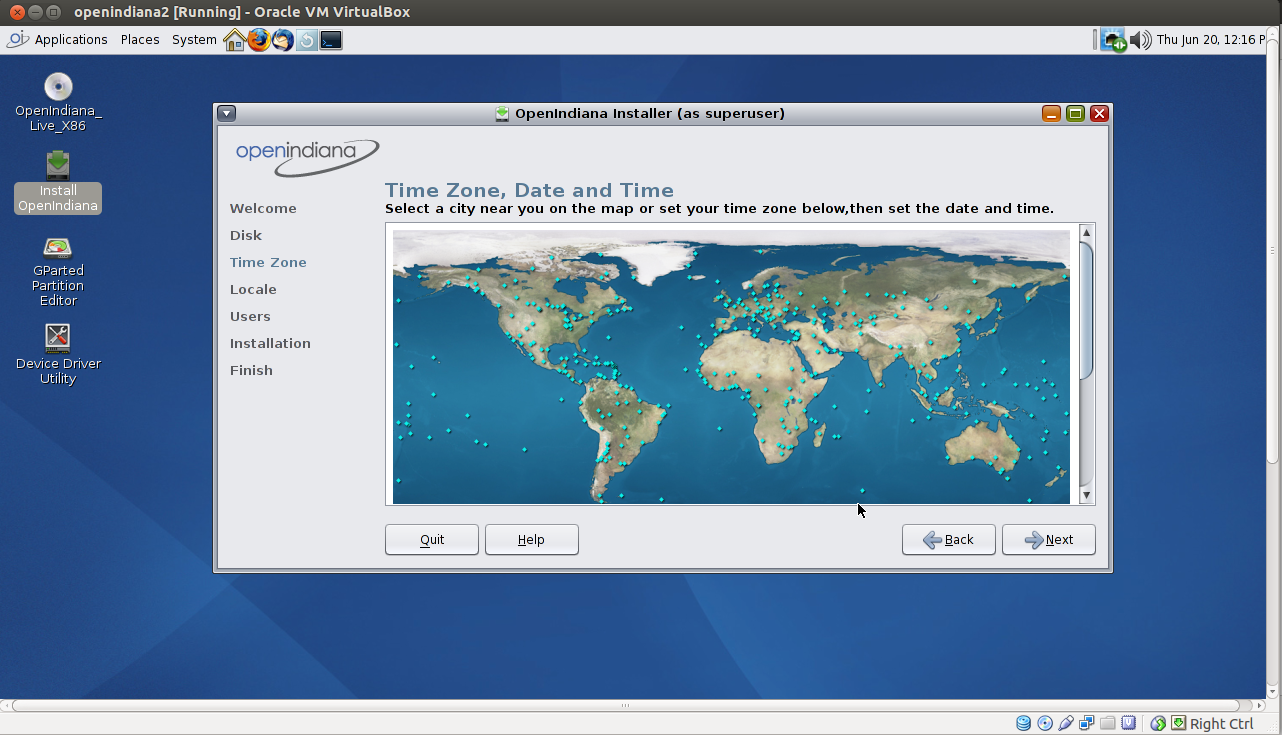 openindiana2 [Running] - Oracle VM VirtualBox
Applications Places System
Thu Jun 20, 12:16 P
OpenIndiana_
Live_X86
Install
OpenIndiana
GParted
Partition
Editor
Device Driver
Utility
OpenIndiana Installer (as superuser)
openindiana
Welcome
Disk
Time Zone
Locale
Users
Installation
Finish
Time Zone, Date and Time
Select a city near you on the map or set your time zone below,then set the date and time.
Quit
Help
Back
Next
Right Ctrl